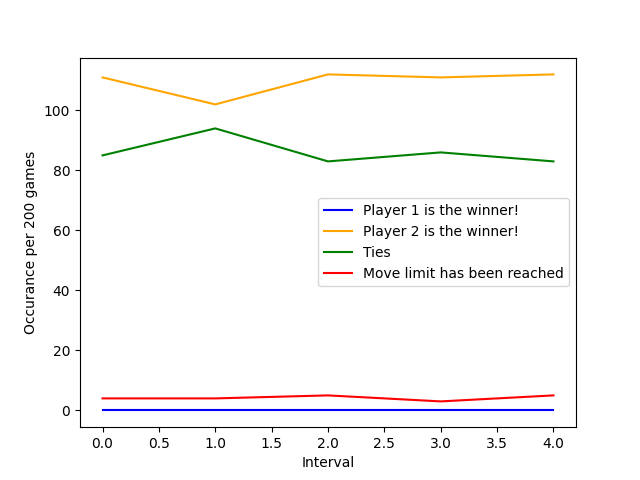 100
80
60
40
20
0
Occurance per 200 games
Player 1 is the winner!
Player 2 is the winner!
Ties
Move limit has been reached
0.0 0.5 1.0 1.5 2.0 2.5 3.0 3.5 4.0
Interval